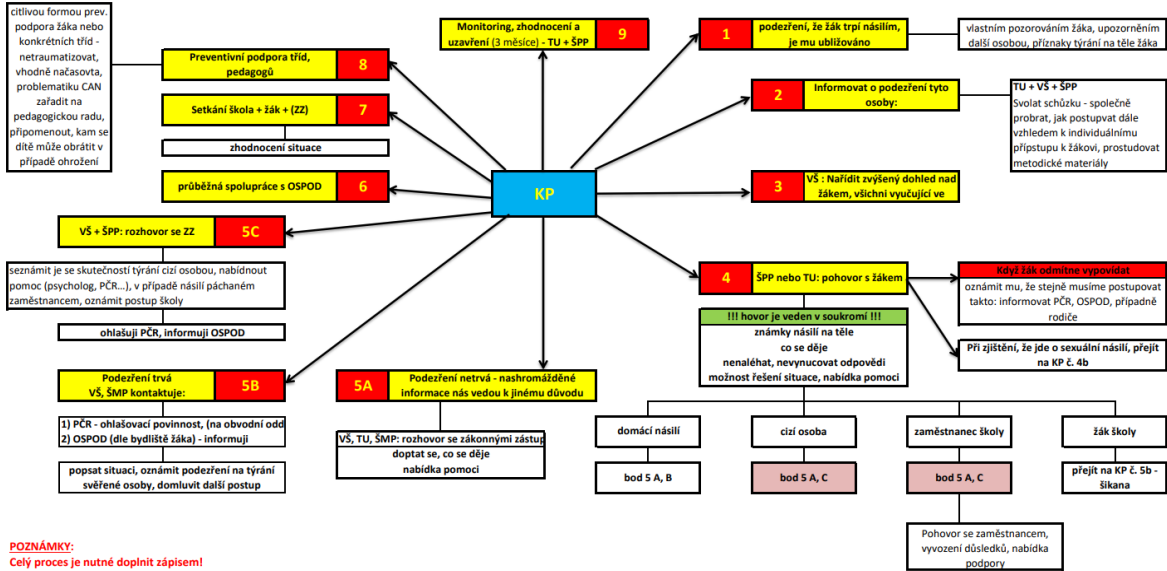 citlivou formou prev.
podpora žáka nebo
konkrétních tříd -
netraumatizovat,
vhodně načasovta,
problematiku CAN
zařadit na
pedagogickou radu,
připomenout, kam se
dítě může obrátit v
případě ohrožení
Monitoring, zhodnocení a
uzavření (3 měsíce) - TU + ŠPP
9
1
podezření, že žák trpí násilím,
je mu ubližováno
vlastním pozorováním žáka, upozorněním
další osobou, příznaky týrání na těle žáka
Preventivní podpora tříd,
pedagogů
8
2
Informovat o podezření tyto
osoby:
TU + VŠ + ŠPP
Svolat schůzku - společně
probrat, jak postupvat dále
vzhledem k individuálnímu
přípstupu k žákovi, prostudovat
metodické materiály
Setkání škola + žák + (ZZ)
7
zhodnocení situace
průběžná spolupráce s OSPOD
6
KP
3
VŠ : Nařídit zvýšený dohled nad
žákem, všichni vyučující ve
VŠ + ŠPP: rozhovor se ZZ
5C
seznámit je se skutečností týrání cizí osobou, nabídnout
pomoc (psycholog, PČR...), v případě násilí páchaném
zaměstnancem, oznámit postup školy
ohlašuji PČR, informuji OSPOD
4
ŠPP nebo TU: pohovor s žákem
Když žák odmítne vypovídat
oznámit mu, že stejně musíme postupovat
takto: informovat PČR, OSPOD, případně
rodiče
!!! hovor je veden v soukromí !!!
známky násilí na těle
co se děje
nenaléhat, nevynucovat odpovědi
možnost řešení situace, nabídka pomoci
Při zjištění, že jde o sexuální násilí, přejít
na KP č. 4b
Podezření trvá
VŠ, ŠMP kontaktuje:
5B
1) PČR - ohlašovací povinnost, (na obvodní odd
2) OSPOD (dle bydliště žáka) - informuji
popsat situaci, oznámit podezření na týrání
svěřené osoby, domluvit další postup
5A
Podezření netrvá - nashromážděné
informace nás vedou k jinému důvodu
VŠ, TU, ŠMP: rozhovor se zákonnými zástup
doptat se, co se děje
nabídka pomoci
domácí násilí
cizí osoba
zaměstnanec školy
žák školy
bod 5 A, B
bod 5 A, C
bod 5 A, C
přejít na KP č. 5b -
šikana
Pohovor se zaměstnancem,
vyvození důsledků, nabídka
podpory
POZNÁMKY:
Celý proces je nutné doplnit zápisem!